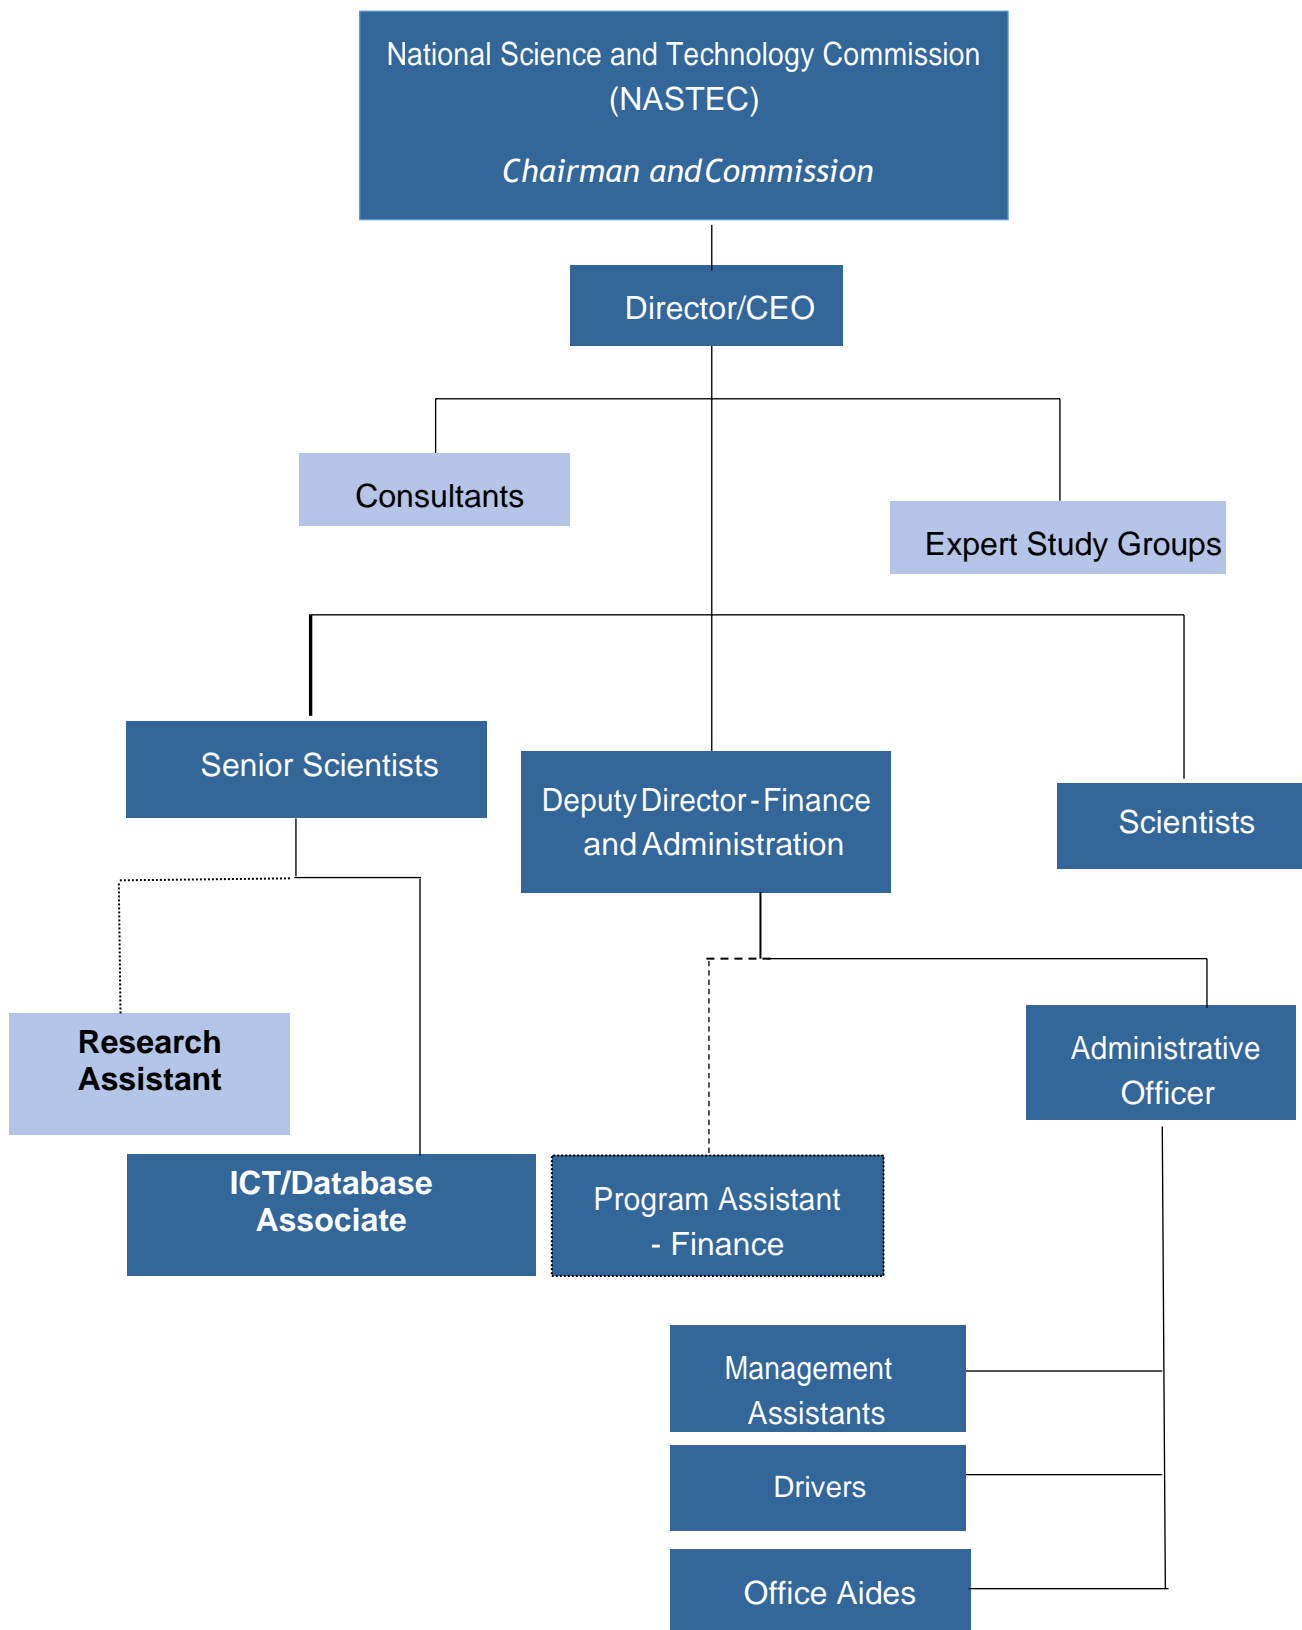 National Science and Technology Commission
(NASTEC)
Chairman and Commission
Director/CEO
Consultants
Expert Study Groups
Senior Scientists
Deputy Director - Finance
and Administration
Scientists
Research
Assistant
Administrative
Officer
ICT/Database
Associate
Program Assistant
- Finance
Management
Assistants
Drivers
Office Aides